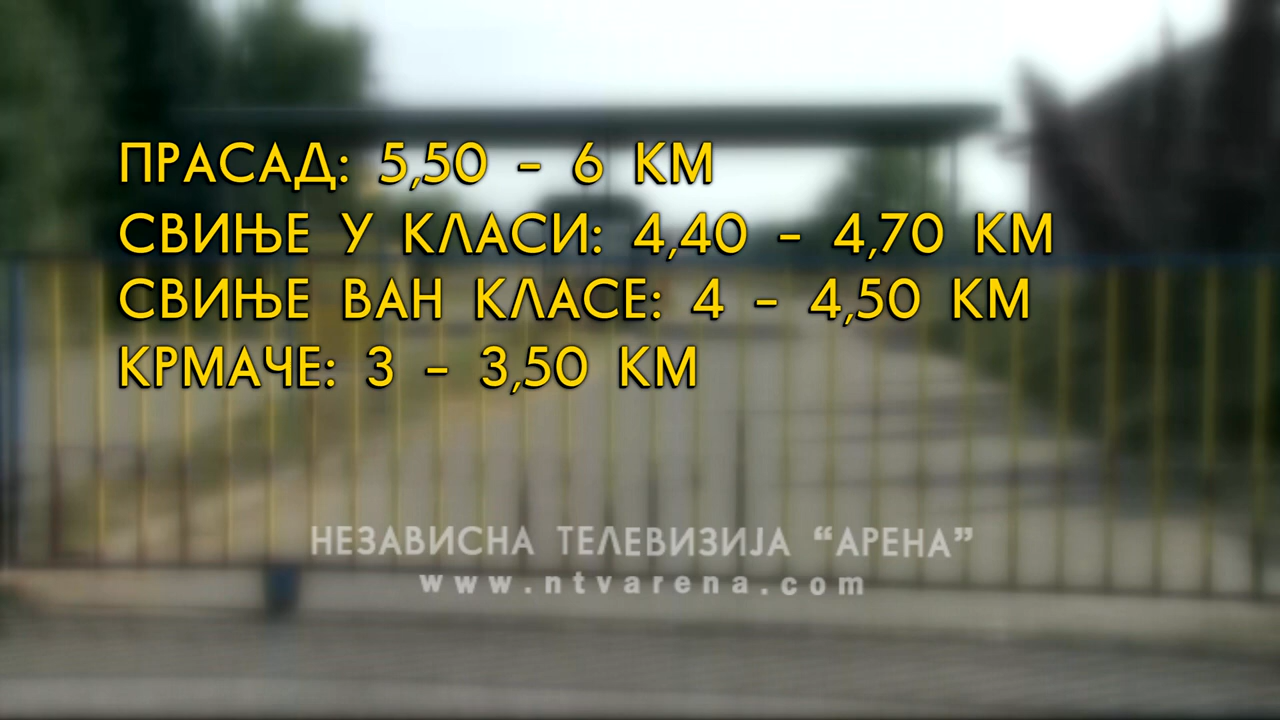 ПРАСАД: 5,50 – 6 КМ
СВИЊЕ У КЛАСИ: 4,40 – 4,70 КМ
СВИЊЕ ВАН КЛАСЕ: 4 – 4,50 КМ
КРМАЧЕ: 3 – 3,50 КМ
НЕЗАВИСНА ТЕЛЕВИЗИЈА “АРЕНА”
www.ntvarena.com